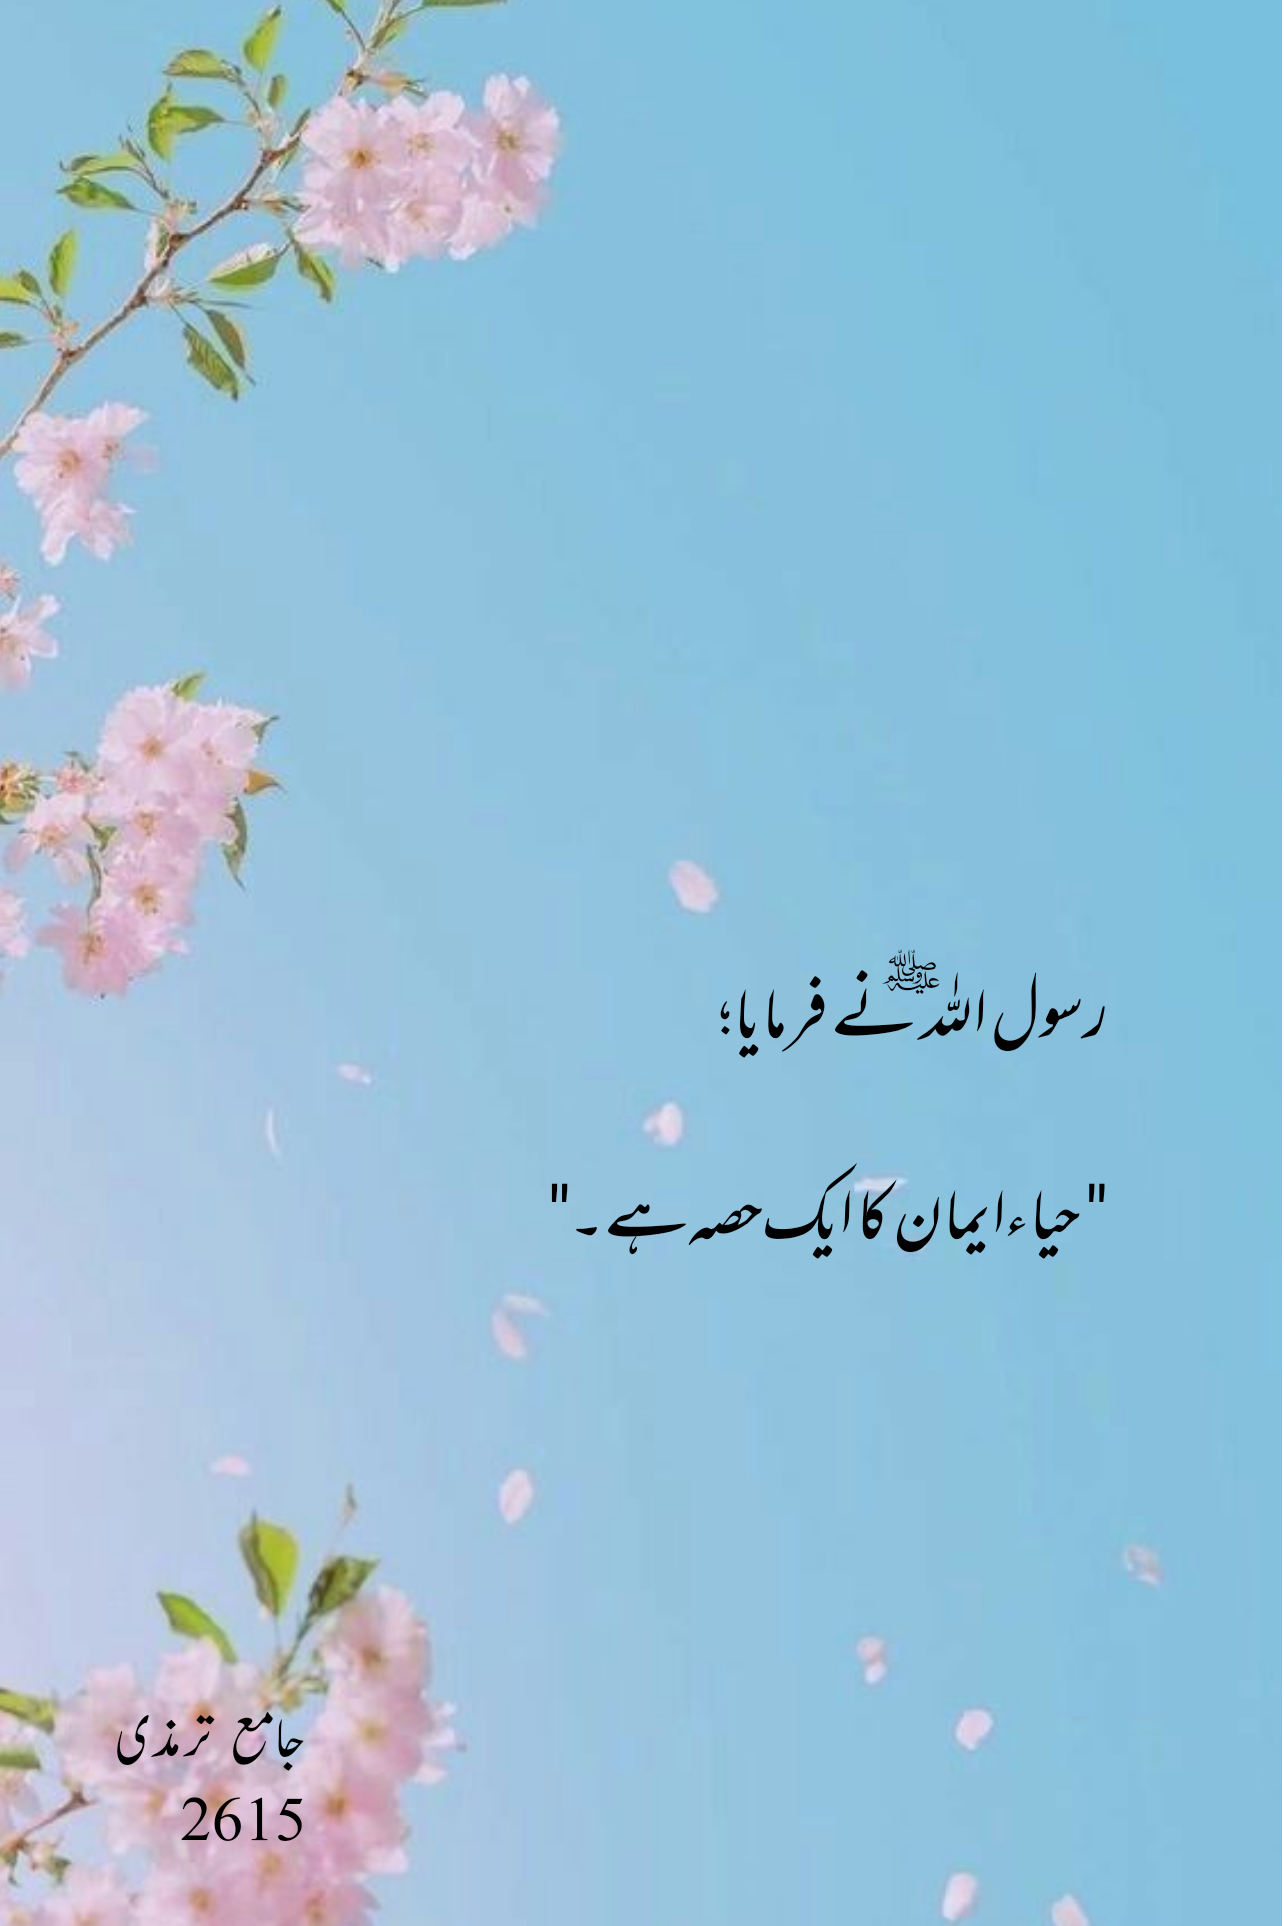 رسول اللہ ﷺ نے فرمایا؛
"حیاء ایمان کا ایک حصہ ہے۔"
جامع ترمذی
2615